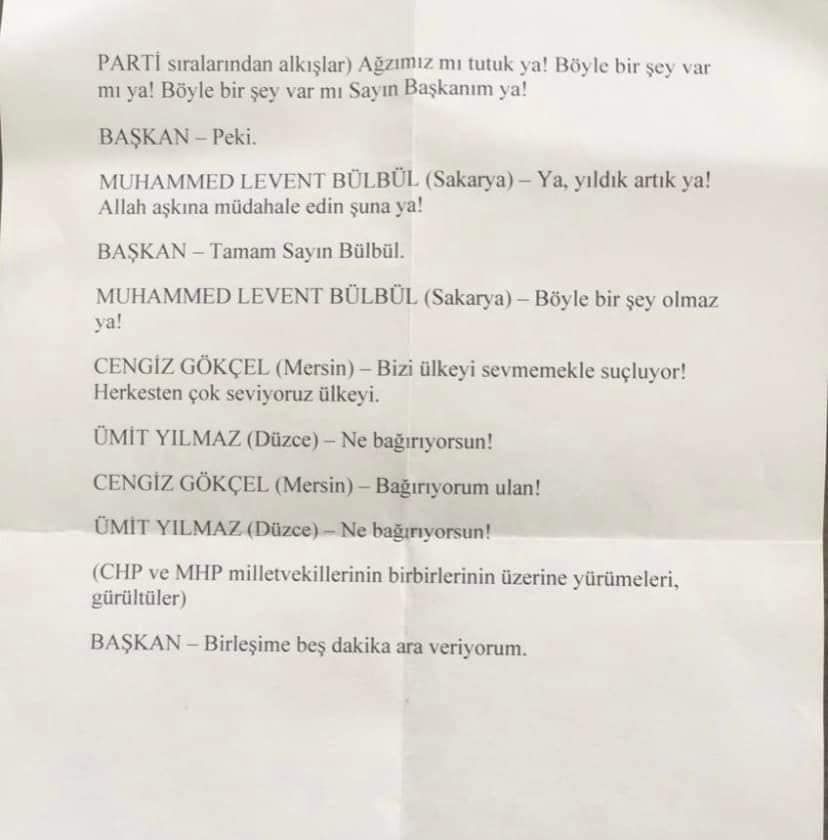 PARTİ sıralarından alkışlar) Ağzımız mı tutuk ya! Böyle bir şey var
mı ya! Böyle bir şey var mı Sayın Başkanım ya!
BAŞKAN – Peki.
MUHAMMED LEVENT BÜLBÜL (Sakarya) – Ya, yıldık artık ya!
Allah aşkına müdahale edin şuna ya!
BAŞKAN – Tamam Sayın Bülbül.
MUHAMMED LEVENT BÜLBÜL (Sakarya) – Böyle bir şey olmaz
ya!
CENGİZ GÖKÇEL (Mersin) – Bizi ülkeyi sevmemekle suçluyor!
Herkesten çok seviyoruz ülkeyi.
ÜMİT YILMAZ (Düzce) – Ne bağırıyorsun!
CENGİZ GÖKÇEL (Mersin) – Bağırıyorum ulan!
ÜMİT YILMAZ (Düzce) – Ne bağırıyorsun!
(CHP ve MHP milletvekillerinin birbirlerinin üzerine yürümeleri,
gürültüler)
BAŞKAN – Birleşime beş dakika ara veriyorum.